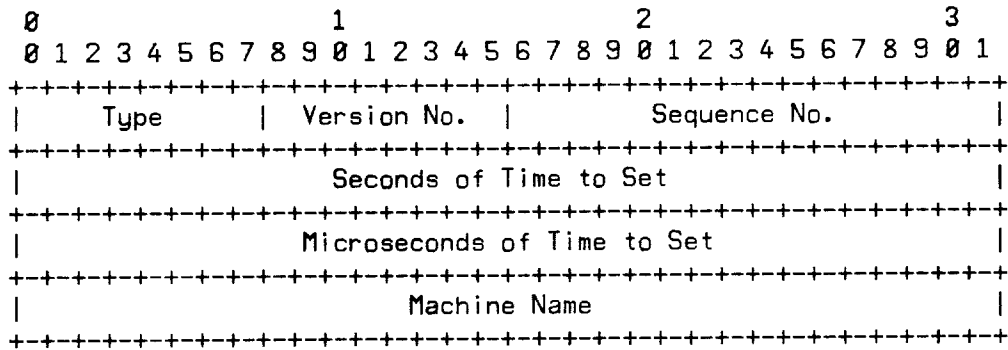 0 1 2 3
0 1 2 3 4 5 6 7 8 9 0 1 2 3 4 5 6 7 8 9 0 1 2 3 4 5 6 7 8 9 0 1
+-+-+-+-+-+-+-+-+-+-+-+-+-+-+-+-+-+-+-+-+-+-+-+-+-+-+-+-+-+-+-+-+
| Type | Version No. | Sequence No. |
+-+-+-+-+-+-+-+-+-+-+-+-+-+-+-+-+-+-+-+-+-+-+-+-+-+-+-+-+-+-+-+-+
| Seconds of Time to Set |
+-+-+-+-+-+-+-+-+-+-+-+-+-+-+-+-+-+-+-+-+-+-+-+-+-+-+-+-+-+-+-+-+
| Microseconds of Time to Set |
+-+-+-+-+-+-+-+-+-+-+-+-+-+-+-+-+-+-+-+-+-+-+-+-+-+-+-+-+-+-+-+-+
| Machine Name |
+-+-+-+-+-+-+-+-+-+-+-+-+-+-+-+-+-+-+-+-+-+-+-+-+-+-+-+-+-+-+-+-+